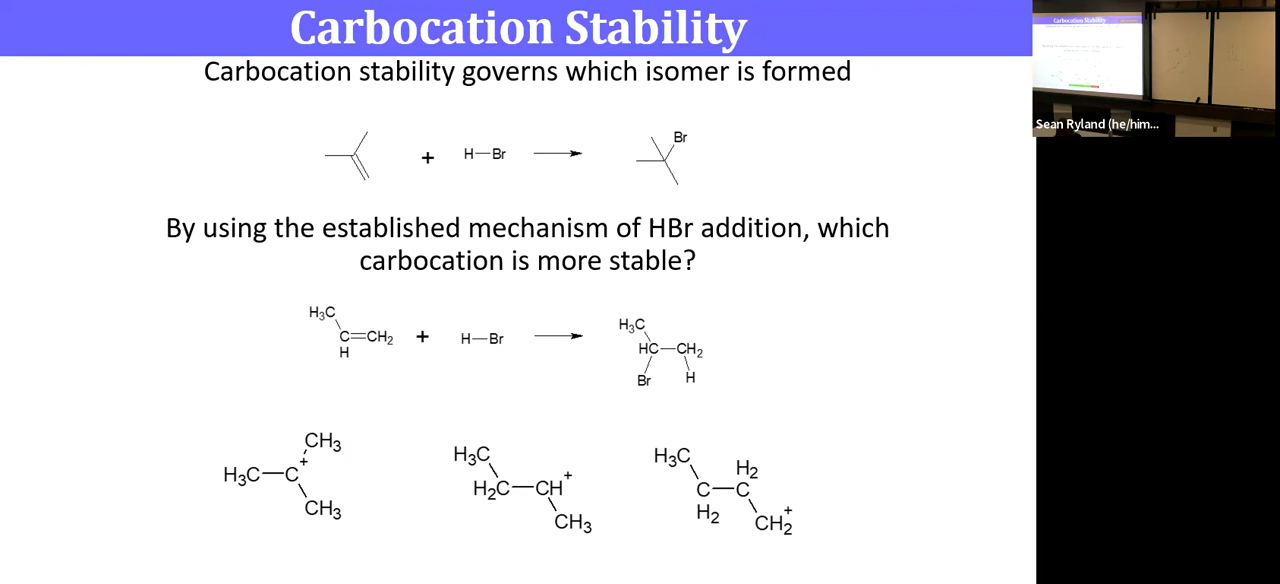 Carbocation Stability
Carbocation stability governs which isomer is formed
+ H—Br Br
By using the established mechanism of HBr addition, which
carbocation is more stable?
H₃C
C=CH₂
H
+ H—Br
H₃C
HC—CH₂
Br H
CH₃
H₃C—C⁺
CH₃
H₃C
H₂C—CH⁺
CH₃
H₃C
H₂
C—C
H₂
CH₂⁺
Carbocation Stability
Sean Ryland (he/him...